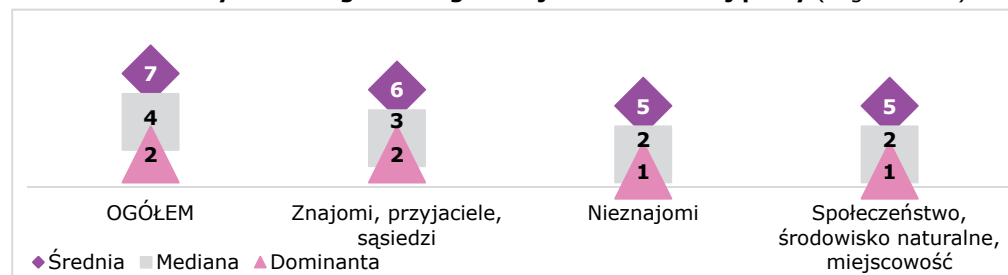 7
6
5
5
4
3
2
2
2
2
1
1
OGÓŁEM
Znajomi, przyjaciele,
sąsiedzi
Nieznajomi
Społeczeństwo,
środowisko naturalne,
miejscowość
Średnia Mediana Dominanta